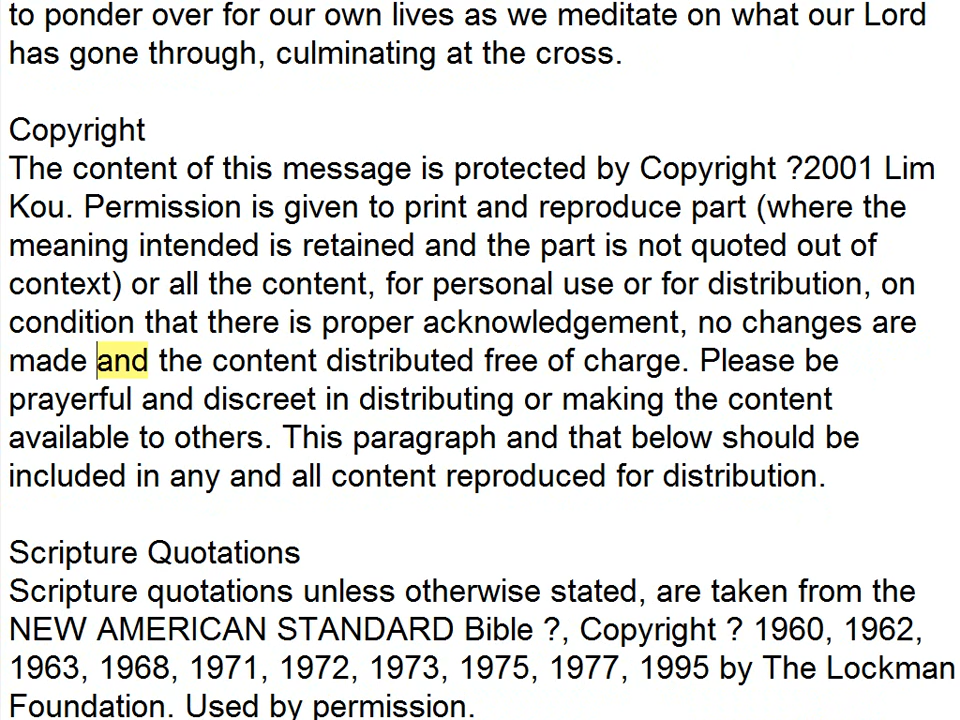 to ponder over for our own lives as we meditate on what our Lord
has gone through, culminating at the cross.
Copyright
The content of this message is protected by Copyright ?2001 Lim
Kou. Permission is given to print and reproduce part (where the
meaning intended is retained and the part is not quoted out of
context) or all the content, for personal use or for distribution, on
condition that there is proper acknowledgement, no changes are
made and the content distributed free of charge. Please be
prayerful and discreet in distributing or making the content
available to others. This paragraph and that below should be
included in any and all content reproduced for distribution.
Scripture Quotations
Scripture quotations unless otherwise stated, are taken from the
NEW AMERICAN STANDARD Bible ?, Copyright ? 1960, 1962,
1963, 1968, 1971, 1972, 1973, 1975, 1977, 1995 by The Lockman
Foundation. Used by permission.